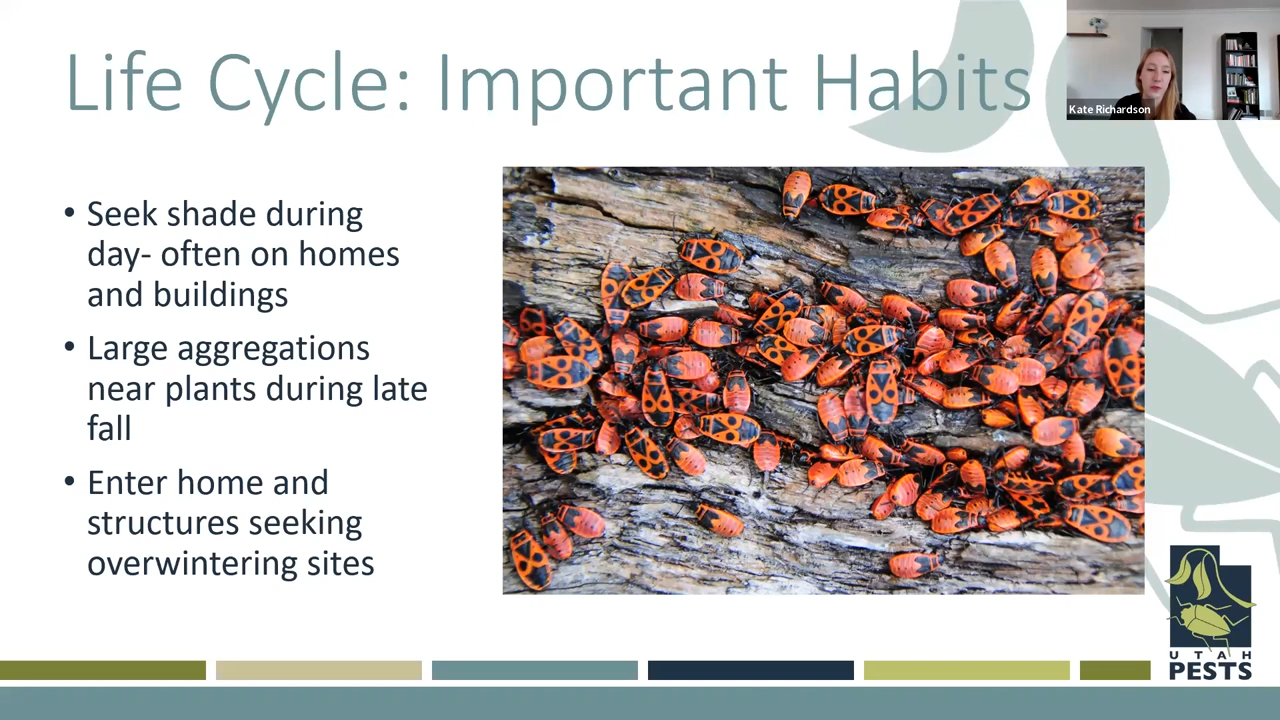 Life Cycle: Important Habits
Kate Richardson
• Seek shade during
day- often on homes
and buildings
• Large aggregations
near plants during late
fall
• Enter home and
structures seeking
overwintering sites
UTAH
PESTS